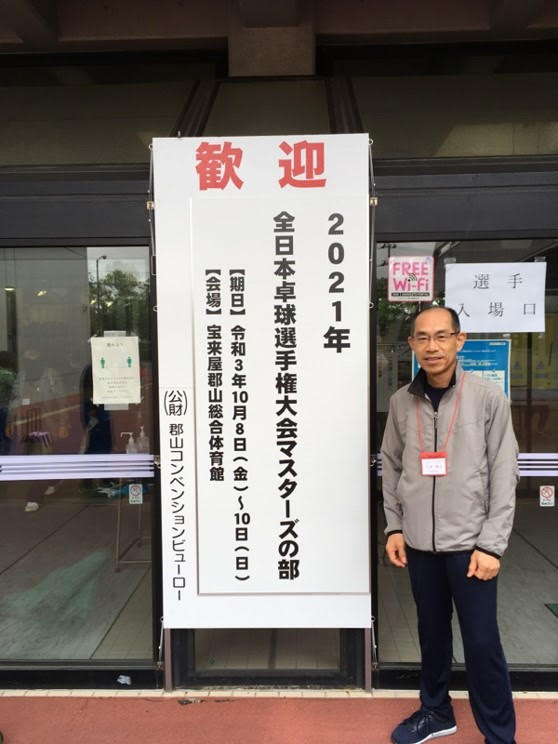 歓迎
2021年
全日本卓球選手権大会マスターズの部
【期日】令和3年10月8日(金)~10日(日)
【会場】宝来屋郡山総合体育館
(公財)郡山コンベンションビューロー
FREE
Wi-Fi
選手
入場口